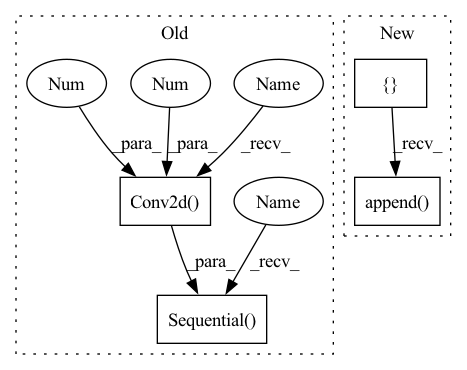 Old
New
Num
Num
Name
{}
_para_
_para_
_recv_
_recv_
Conv2d()
Name
append()
_para_
_recv_
Sequential()